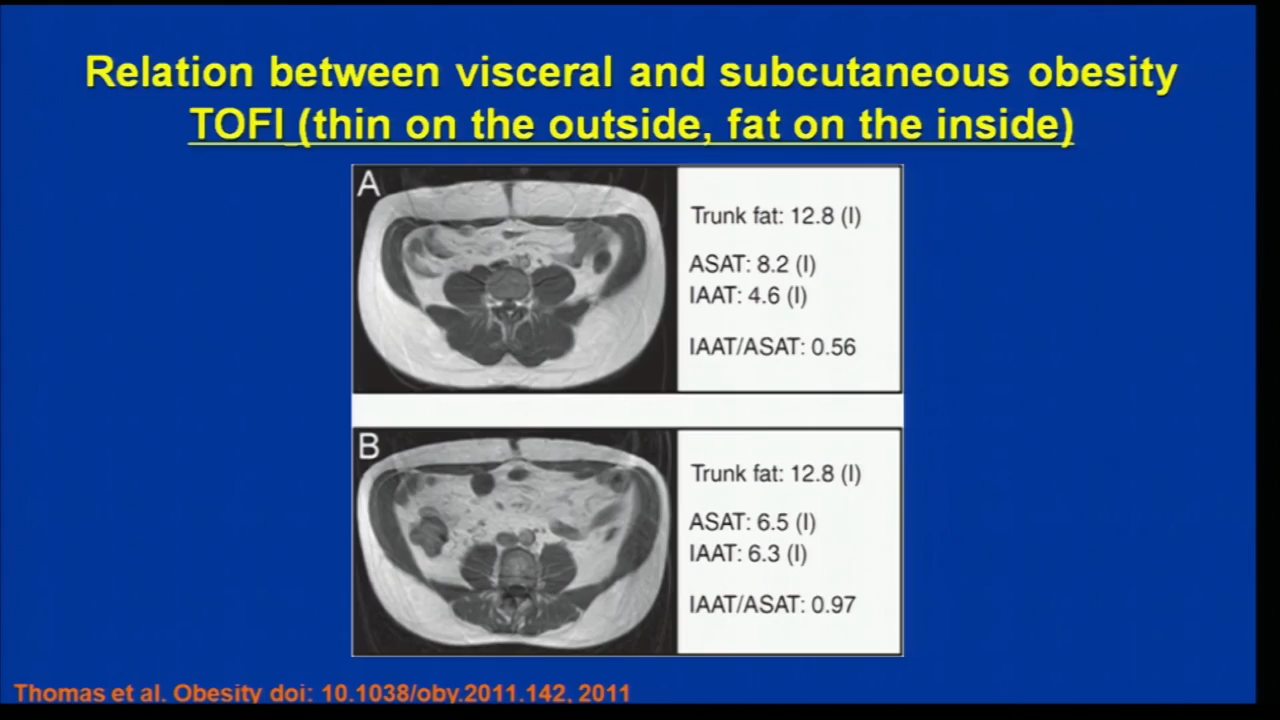 Relation between visceral and subcutaneous obesity
TOFI (thin on the outside, fat on the inside)
A
Trunk fat: 12.8 (l)
ASAT: 8.2 (l)
IAAT: 4.6 (l)
IAAT/ASAT: 0.56
B
Trunk fat: 12.8 (l)
ASAT: 6.5 (l)
IAAT: 6.3 (l)
IAAT/ASAT: 0.97
Thomas et al. Obesity doi: 10.1038/oby.2011.142, 2011